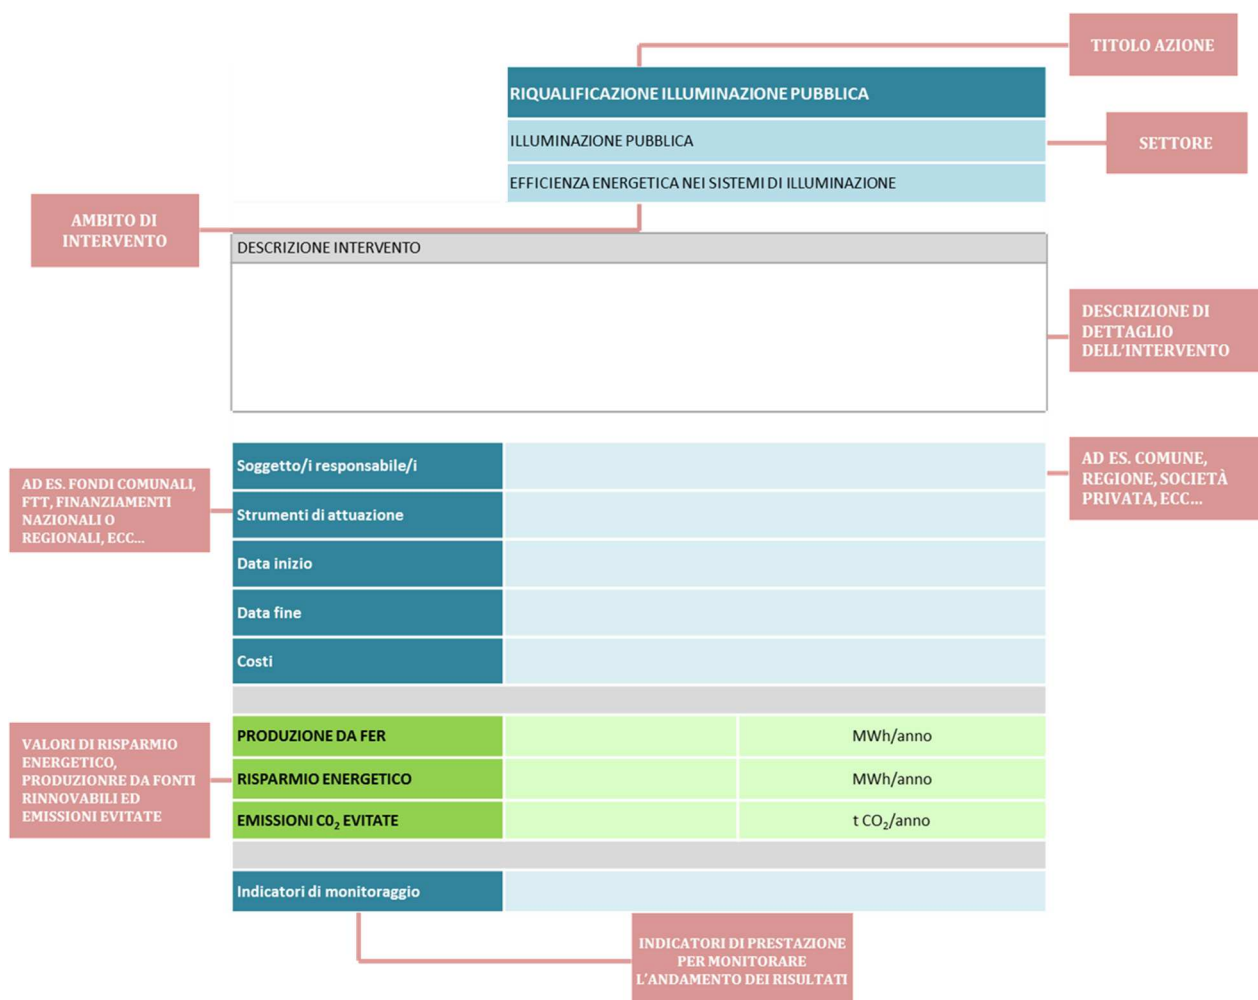 TITOLO AZIONE
RIQUALIFICAZIONE ILLUMINAZIONE PUBBLICA
ILLUMINAZIONE PUBBLICA
SETTORE
EFFICIENZA ENERGETICA NEI SISTEMI DI ILLUMINAZIONE
AMBITO DI
INTERVENTO
DESCRIZIONE INTERVENTO
DESCRIZIONE DI
DETTAGLIO
DELL'INTERVENTO
Soggetto/i responsabile/i
AD ES. COMUNE,
REGIONE, SOCIETÀ
PRIVATA, ECC...
AD ES. FONDI COMUNALI,
FTT, FINANZIAMENTI
NAZIONALI O
REGIONALI, ECC...
Strumenti di attuazione
Data inizio
Data fine
Costi
VALORI DI RISPARMIO
ENERGETICO,
PRODUZIONRE DA FONTI
RINNOVABILI ED
EMISSIONI EVITATE
PRODUZIONE DA FER MWh/anno
RISPARMIO ENERGETICO MWh/anno
EMISSIONI C0₂ EVITATE t CO₂/anno
Indicatori di monitoraggio
INDICATORI DI PRESTAZIONE
PER MONITORARE
L'ANDAMENTO DEI RISULTATI